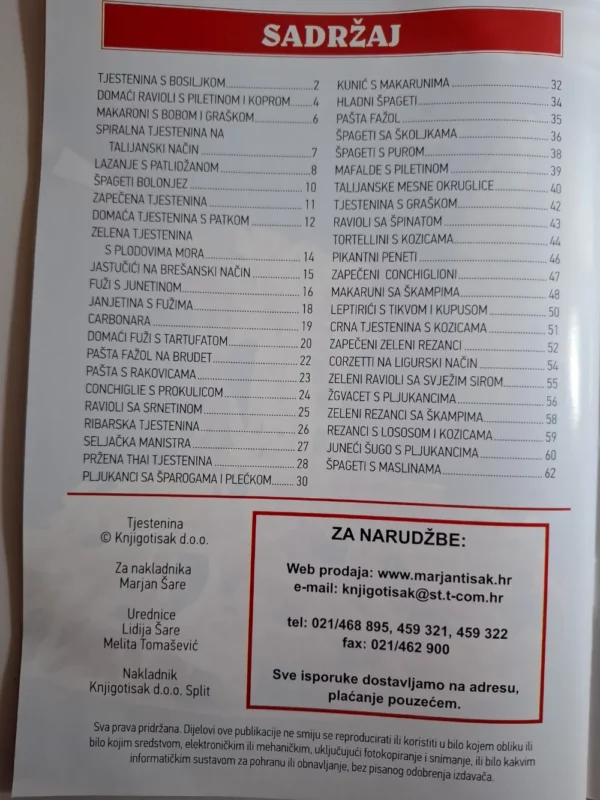 SADRŽAJ
TJESTENINA S BOSILJKOM 2
DOMAĆI RAVIOLI S PILETINOM I KOPROM 4
MAKARONI S BOBOM I GRAŠKOM 6
SPIRALNA TJESTENINA NA
TALIJANSKI NAČIN 7
LAZANJE S PATLIDŽANOM 8
ŠPAGETI BOLONJEZ 10
ZAPEČENA TJESTENINA 11
DOMAĆA TJESTENINA S PATKOM 12
ZELENA TJESTENINA
S PLODOVIMA MORA 14
JASTUČIĆI NA BREŠANSKI NAČIN 15
FUŽI S JUNETINOM 16
JANJETINA S FUŽIMA 18
CARBONARA 19
DOMAĆI FUŽI S TARTUFATOM 20
PAŠTA FAŽOL NA BRUDET 22
PAŠTA S RAKOVICAMA 23
CONCHIGLIE S PROKULICOM 24
RAVIOLI SA SRNETINOM 25
RIBARSKA TJESTENINA 26
SELJAČKA MANISTRA 27
PRŽENA THAI TJESTENINA 28
PLJUKANCI SA ŠPAROGAMA I PLEĆKOM 30
KUNIĆ S MAKARUNIMA 32
HLADNI ŠPAGETI 34
PAŠTA FAŽOL 35
ŠPAGETI SA ŠKOLJKAMA 36
ŠPAGETI S PUROM 38
MAFALDE S PILETINOM 39
TALIJANSKE MESNE OKRUGLICE 40
TJESTENINA S GRAŠKOM 42
RAVIOLI SA ŠPINATOM 43
TORTELLINI S KOZICAMA 44
PIKANTNI PENETI 46
ZAPEČENI CONCHIGLIONI 47
MAKARUNI SA ŠKAMPIMA 48
LEPTIRIĆI S TIKVOM I KUPUSOM 50
CRNA TJESTENINA S KOZICAMA 51
ZAPEČENI ZELENI REZANCI 52
CORZETTI NA LIGURSKI NAČIN 54
ZELENI RAVIOLI SA SVJEŽIM SIROM 55
ŽGVACET S PLJUKANCIMA 56
ZELENI REZANCI SA ŠKAMPIMA 58
REZANCI S LOSOSOM I KOZICAMA 59
JUNEĆI ŠUGO S PLJUKANCIMA 60
ŠPAGETI S MASLINAMA 62
Tjestenina
© Knjigotisak d.o.o.
Za nakladnika
Marjan Šare
Urednice
Lidija Šare
Melita Tomašević
Nakladnik
Knjigotisak d.o.o. Split
ZA NARUDŽBE:
Web prodaja: www.marjantisak.hr
e-mail: knjigotisak@st.t-com.hr
tel: 021/468 895, 459 321, 459 322
fax: 021/462 900
Sve isporuke dostavljamo na adresu,
plaćanje pouzećem.
Sva prava pridržana. Dijelovi ove publikacije ne smiju se reproducirati ili koristiti u bilo kojem obliku ili
bilo kojim sredstvom, elektroničkim ili mehaničkim, uključujući fotokopiranje i snimanje, ili bilo kakvim
informatičkim sustavom za pohranu ili obnavljanje, bez pisanog odobrenja izdavača.